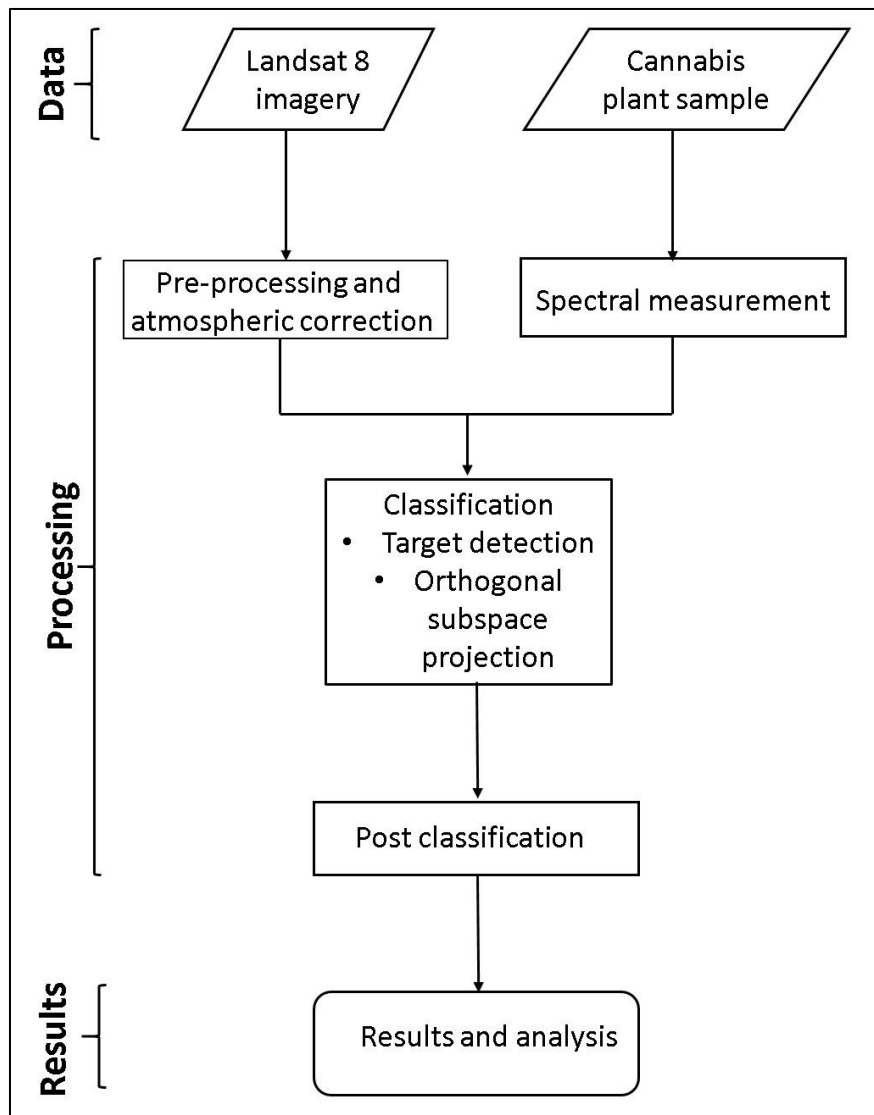 Data
Landsat 8
imagery
Cannabis
plant sample
Processing
Pre-processing and
atmospheric correction
Spectral measurement
Classification
• Target detection
• Orthogonal
subspace
projection
Post classification
Results
Results and analysis